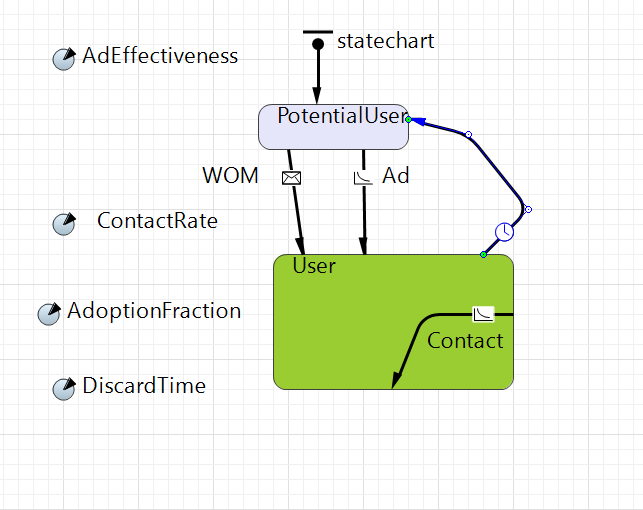 statechart
AdEffectiveness
PotentialUser
WOM
Ad
ContactRate
User
AdoptionFraction
Contact
DiscardTime